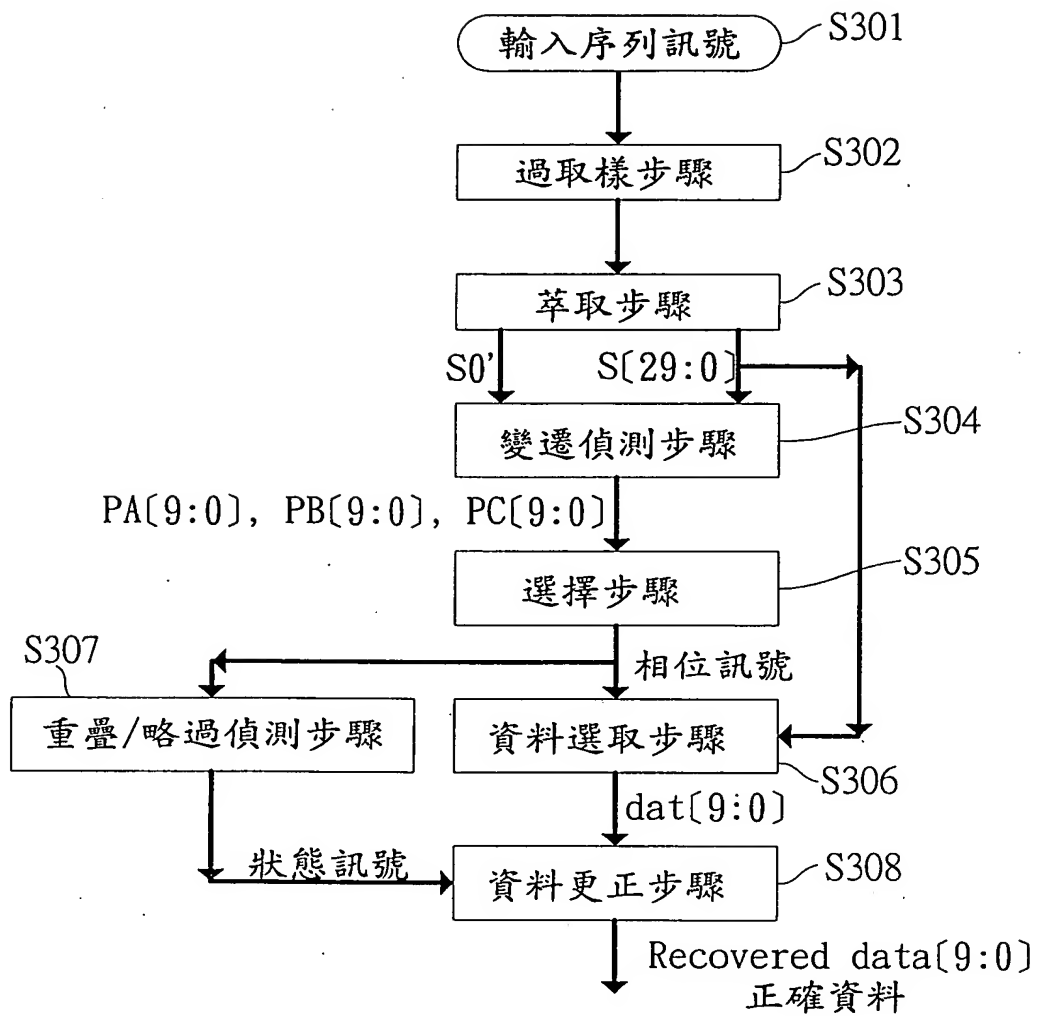 輸入序列訊號
S301
過取樣步驟
S302
萃取步驟
S303
S0'
S[29:0]
變遷偵測步驟
S304
PA[9:0], PB[9:0], PC[9:0]
選擇步驟
S305
相位訊號
S307
重疊/略過偵測步驟
資料選取步驟
S306
dat[9:0]
狀態訊號
資料更正步驟
S308
Recovered data[9:0]
正確資料